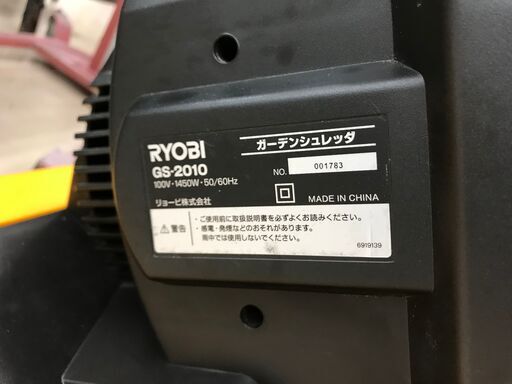 RYOBI
ガーデンシュレッダ
GS-2010
100V・1450W・50/60Hz
NO. 001783
リョービ株式会社
MADE IN CHINA
警告
・ご使用前に取扱説明書を必ずよくお読みください。
・感電・発煙などのおそれがあります。
雨中では使用しないでください。
6919139